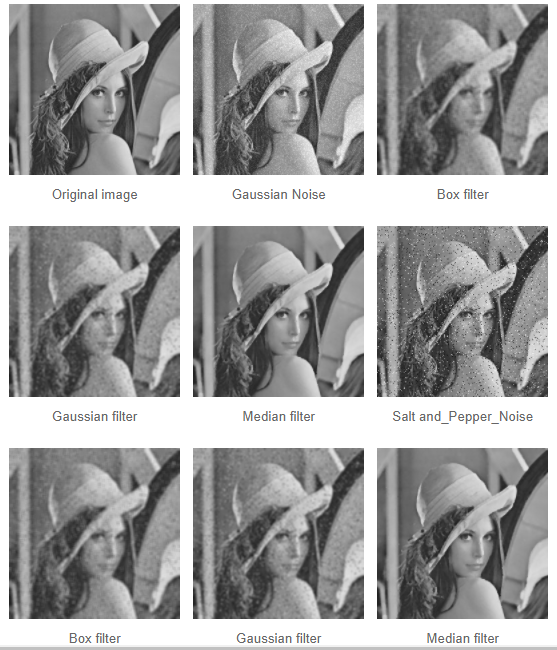 Original image
Gaussian Noise
Box filter
Gaussian filter
Median filter
Salt and_Pepper_Noise
Box filter
Gaussian filter
Median filter